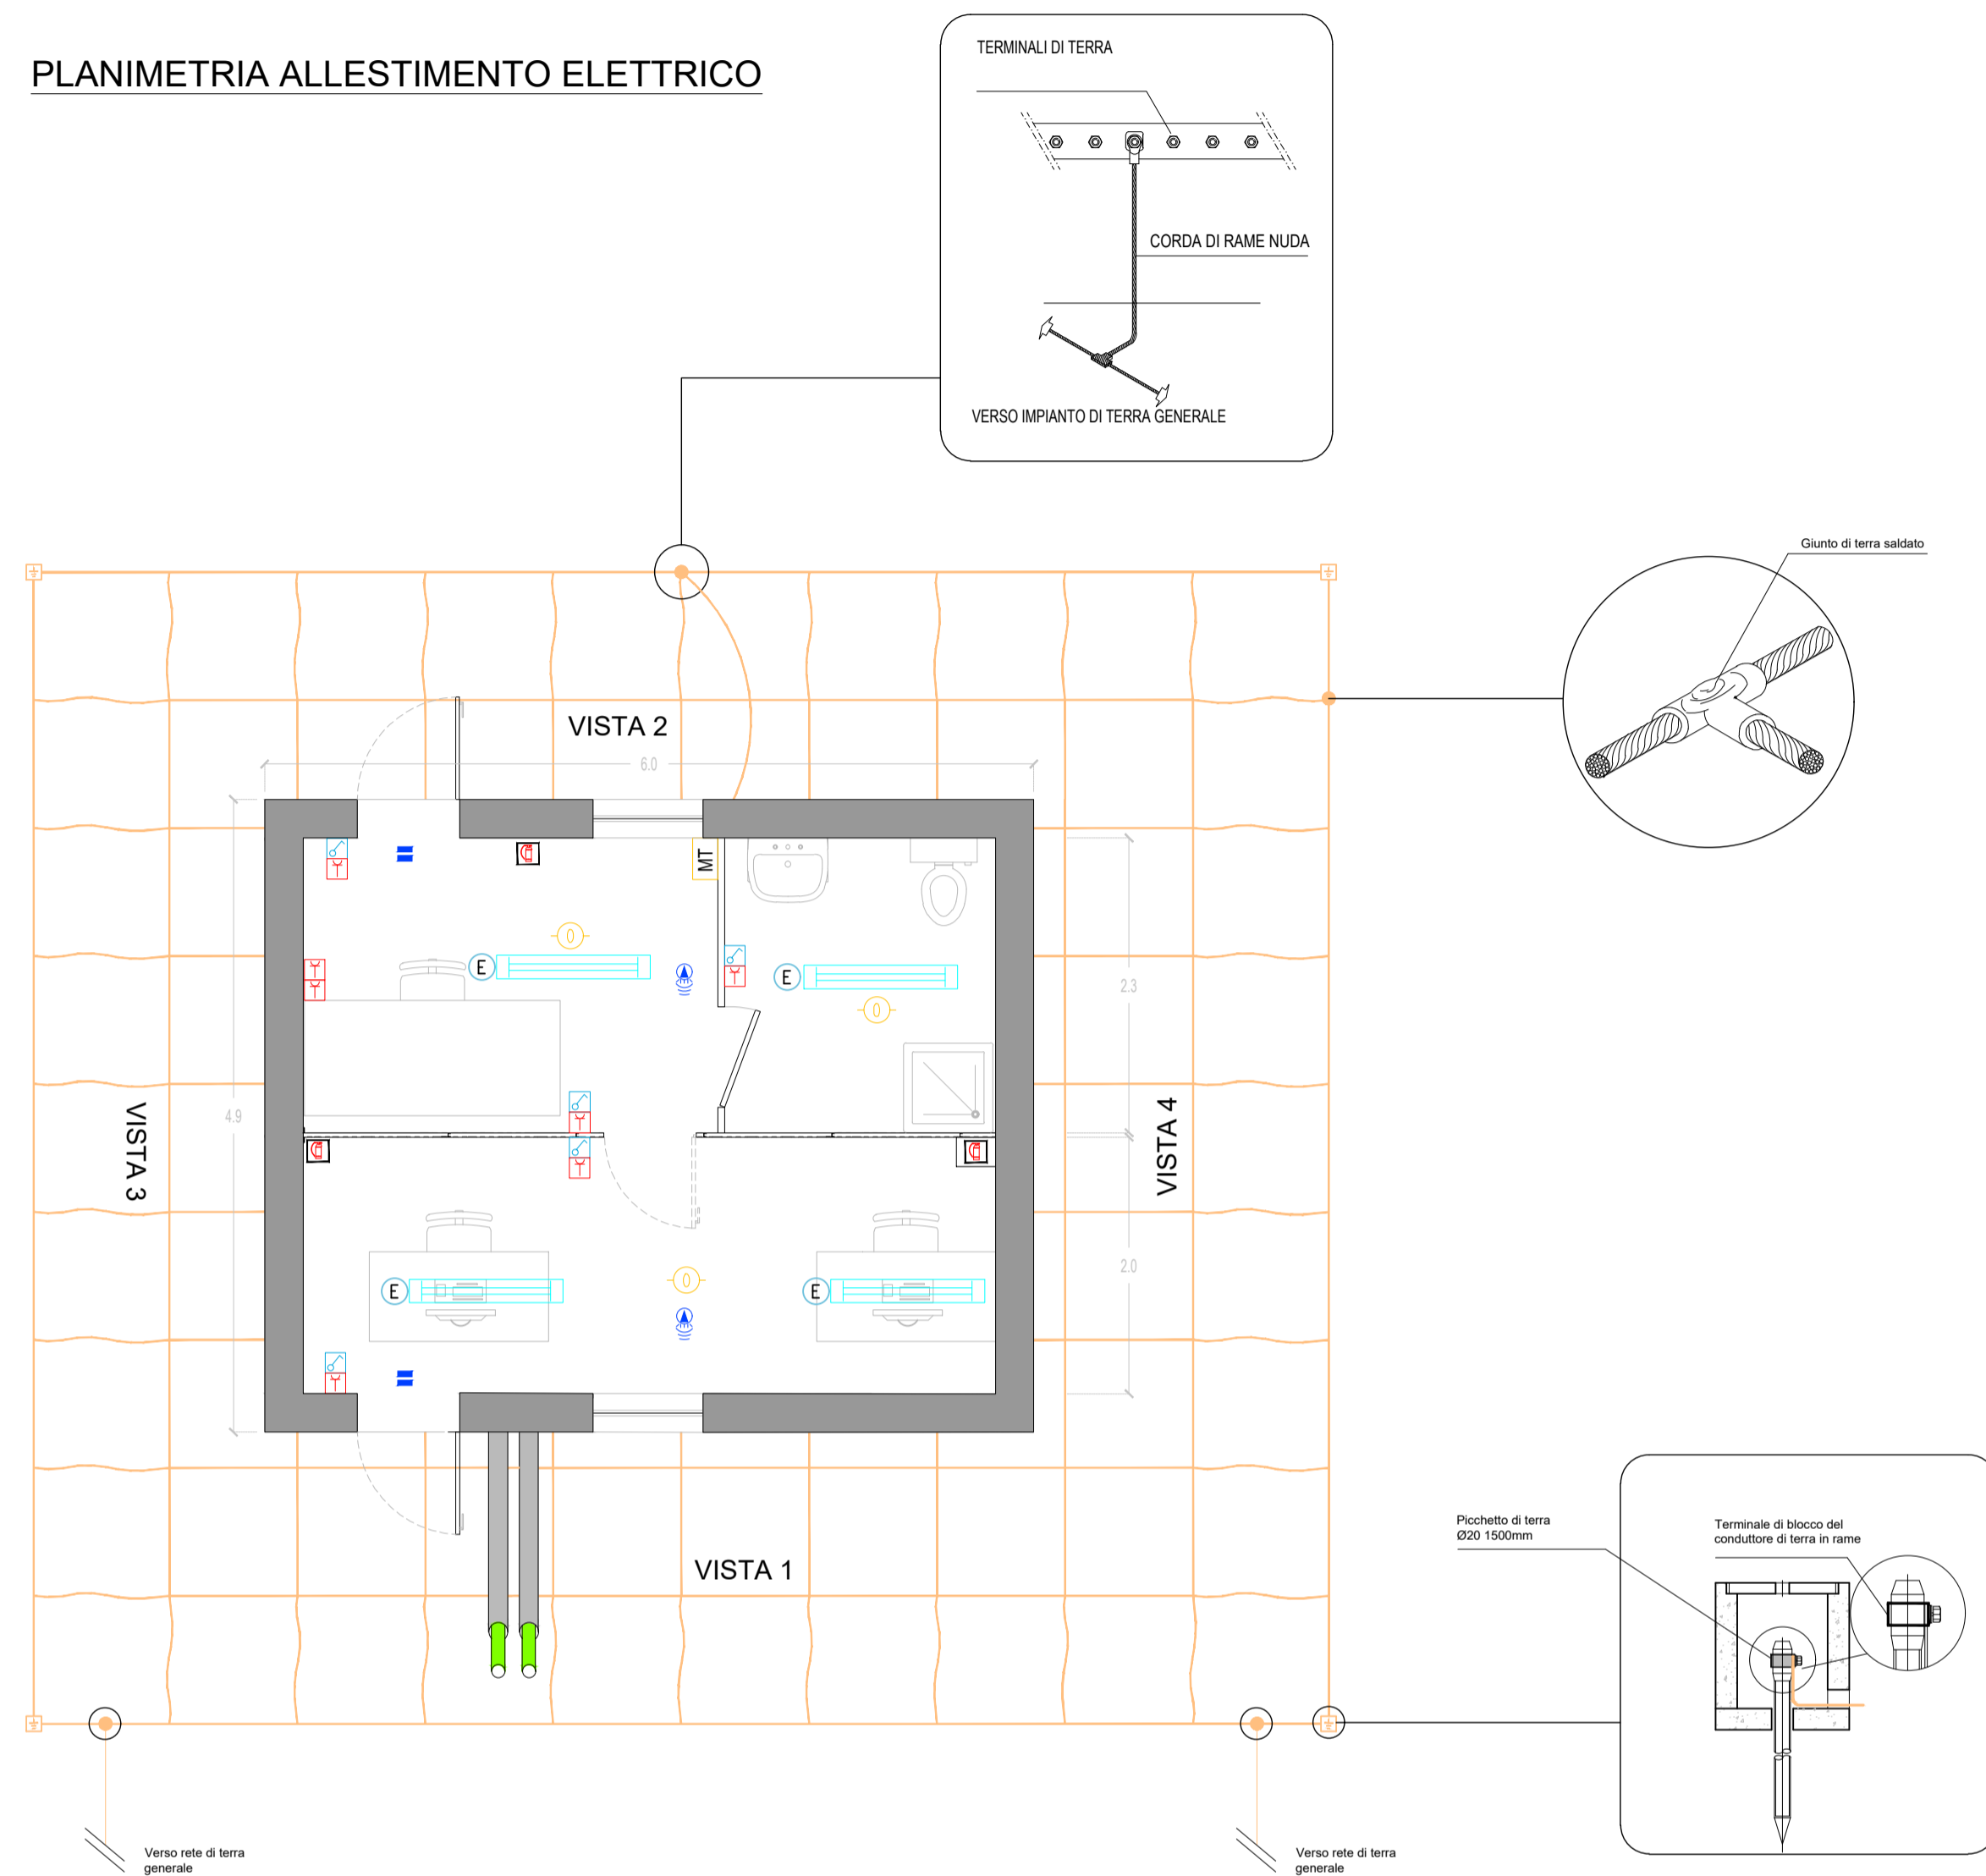 PLANIMETRIA ALLESTIMENTO ELETTRICO
TERMINALI DI TERRA
CORDA DI RAME NUDA
VERSO IMPIANTO DI TERRA GENERALE
Giunto di terra saldato
VISTA 2
6.0
MT
E
E
2.3
4.9
VISTA 3
VISTA 4
2.0
E
E
VISTA 1
Picchetto di terra
Ø20 1500mm
Terminale di blocco del
conduttore di terra in rame
Verso rete di terra
generale
Verso rete di terra
generale